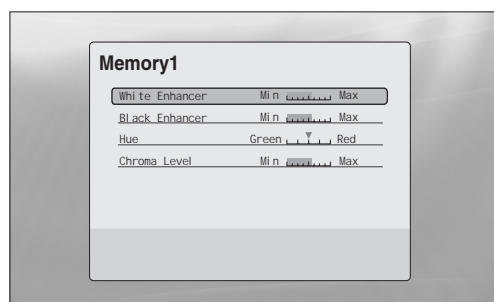 Memory1
White Enhancer Min Max
Black Enhancer Min Max
Hue Green Red
Chroma Level Min Max